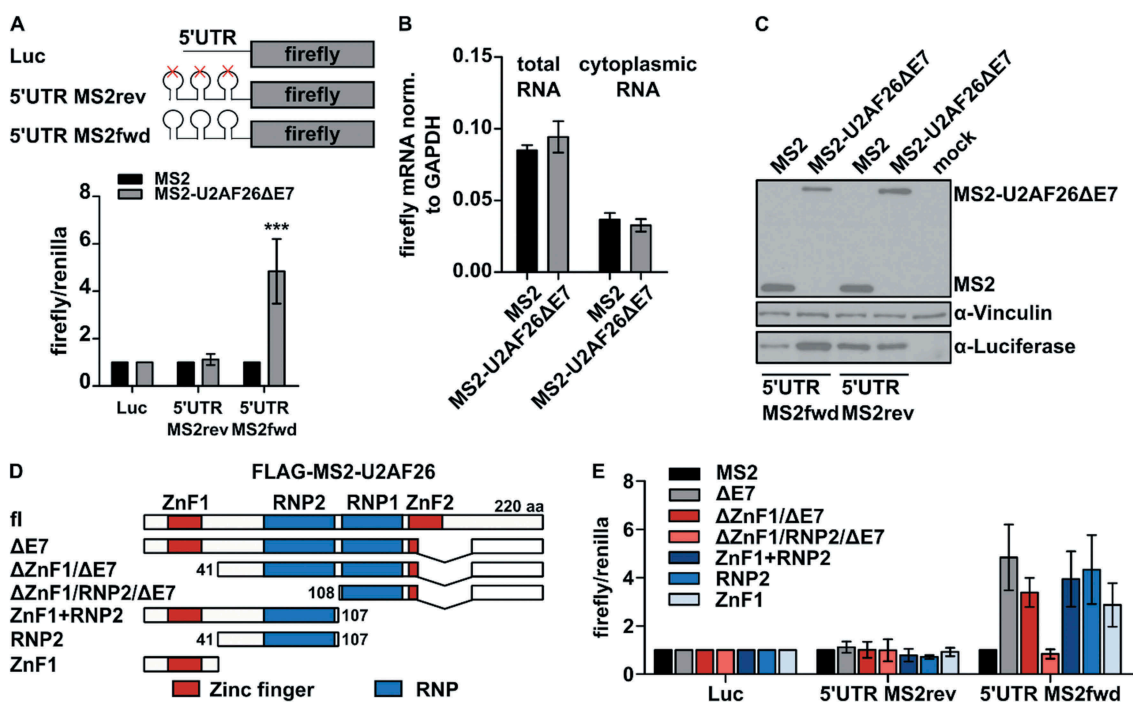 A
5'UTR
Luc
firefly
5'UTR MS2rev
firefly
5'UTR MS2fwd
firefly
MS2
MS2-U2AF26ΔE7
8
6
4
2
0
firefly/renilla
***
Luc
5'UTR MS2rev
5'UTR MS2fwd
B
0.15
0.10
0.05
0.00
firefly mRNA norm. to GAPDH
total RNA
cytoplasmic RNA
MS2
MS2-U2AF26ΔE7
MS2
MS2-U2AF26ΔE7
C
MS2
MS2-U2AF26ΔE7
MS2
MS2-U2AF26ΔE7
mock
MS2-U2AF26ΔE7
MS2
α-Vinculin
α-Luciferase
5'UTR MS2fwd
5'UTR MS2rev
D
FLAG-MS2-U2AF26
ZnF1 RNP2 RNP1 ZnF2 220 aa
fl
ΔE7
ΔZnF1/ΔE7 41
ΔZnF1/RNP2/ΔE7 108
ZnF1+RNP2 107
RNP2 41 107
ZnF1
Zinc finger RNP
E
8
6
4
2
0
firefly/renilla
MS2
ΔE7
ΔZnF1/ΔE7
ΔZnF1/RNP2/ΔE7
ZnF1+RNP2
RNP2
ZnF1
Luc
5'UTR MS2rev
5'UTR MS2fwd